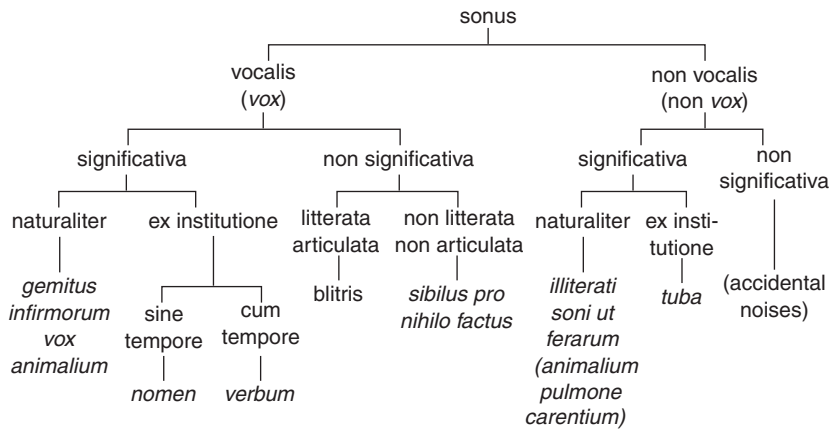 sonus
vocalis
(vox)
non vocalis
(non vox)
significativa
non significativa
significativa
non
significativa
naturaliter
ex institutione
litterata
articulata
non litterata
non articulata
naturaliter
ex insti-
tutione
gemitus
infirmorum
vox
animalium
sine
tempore
cum
tempore
nomen
verbum
blitris
sibilus pro
nihilo factus
illiterati
soni ut
ferarum
(animalium
pulmone
carentium)
tuba
(accidental
noises)